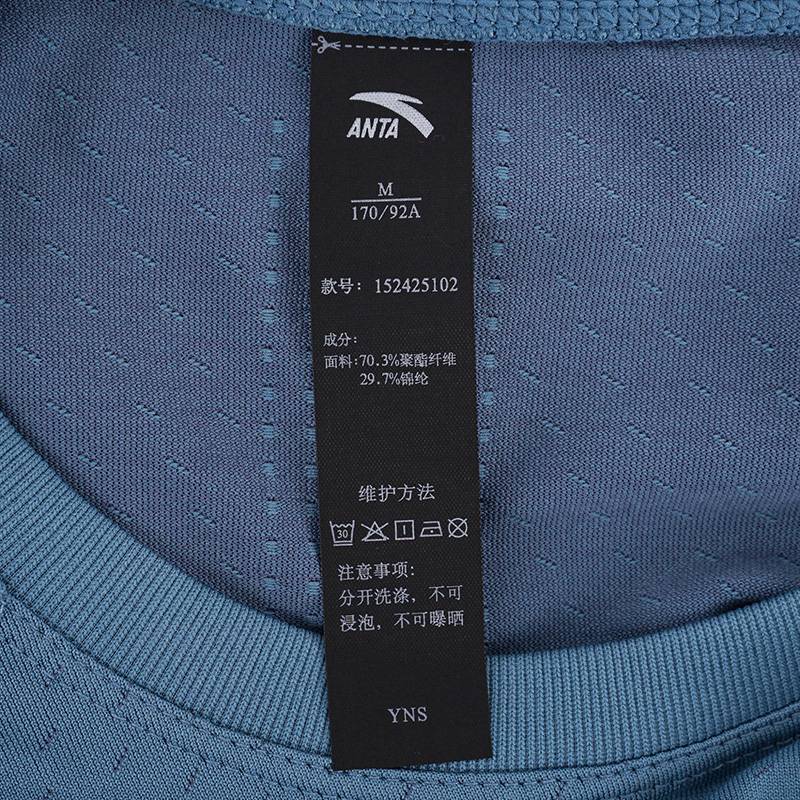 ANTA
M
170/92A
款号: 152425102
成分:
面料:70.3%聚酯纤维
29.7%锦纶
维护方法
30
注意事项:
分开洗涤, 不可
浸泡, 不可曝晒
YNS